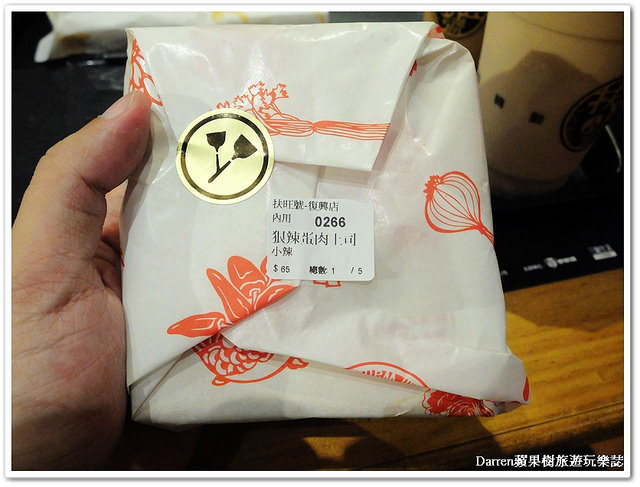 扶旺號-復興店
內用 0266
狠辣蛋肉土司
小辣
$ 65 總數: 1 / 5
Darren蘋果樹旅遊玩樂誌